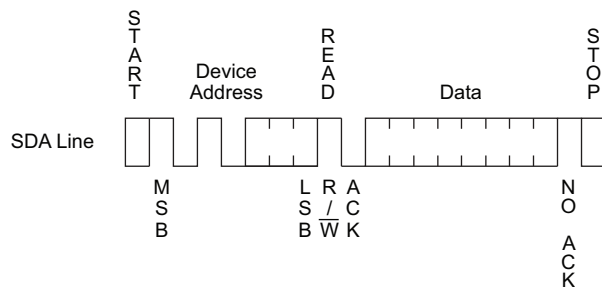 START
Device
Address
READ
Data
STOP
SDA Line
MSB
LSB
R/W
ACK
NO ACK